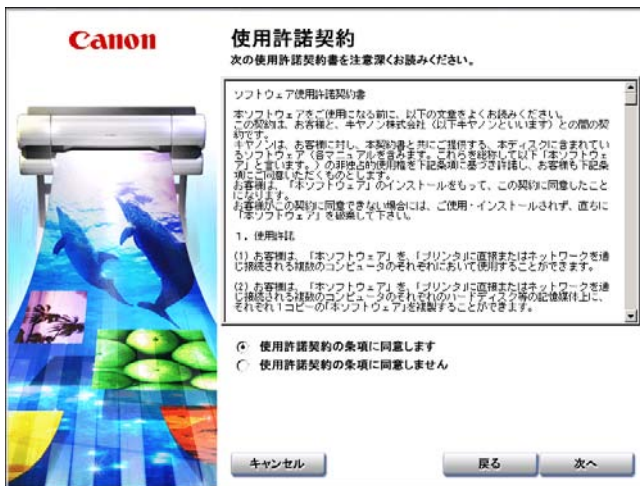 Canon
使用許諾契約
次の使用許諾契約書を注意深くお読みください。
ソフトウェア使用許諾契約書
本ソフトウェアをご使用になる前に、以下の文章をよくお読みください。
この契約は、お客様と、キヤノン株式会社（以下キヤノンといいます）との間の契
約です。
キヤノンは、お客様に対し、本契約書と共にご提供する、本ディスクに含まれてい
るソフトウェア（各マニュアルを含みます。これらを総称して以下「本ソフトウェ
ア」と言います。）の非独占的使用権を下記条項に基づき許諾し、お客様も下記条
項にご同意いただくものとします。
お客様は、「本ソフトウェア」のインストールをもって、この契約に同意したこと
になります。
お客様がこの契約に同意できない場合には、ご使用・インストールされず、直ちに
「本ソフトウェア」を破棄して下さい。
1．使用許諾
(1) お客様は、「本ソフトウェア」を、「プリンタ」に直接またはネットワークを通
じ接続される複数のコンピュータのそれぞれにおいて使用することができます。
(2) お客様は、「本ソフトウェア」を、「プリンタ」に直接またはネットワークを通
じ接続される複数のコンピュータのそれぞれのハードディスク等の記憶媒体上に、
それぞれ1コピーの「本ソフトウェア」を複製することができます。
使用許諾契約の条項に同意します
使用許諾契約の条項に同意しません
キャンセル
戻る
次へ